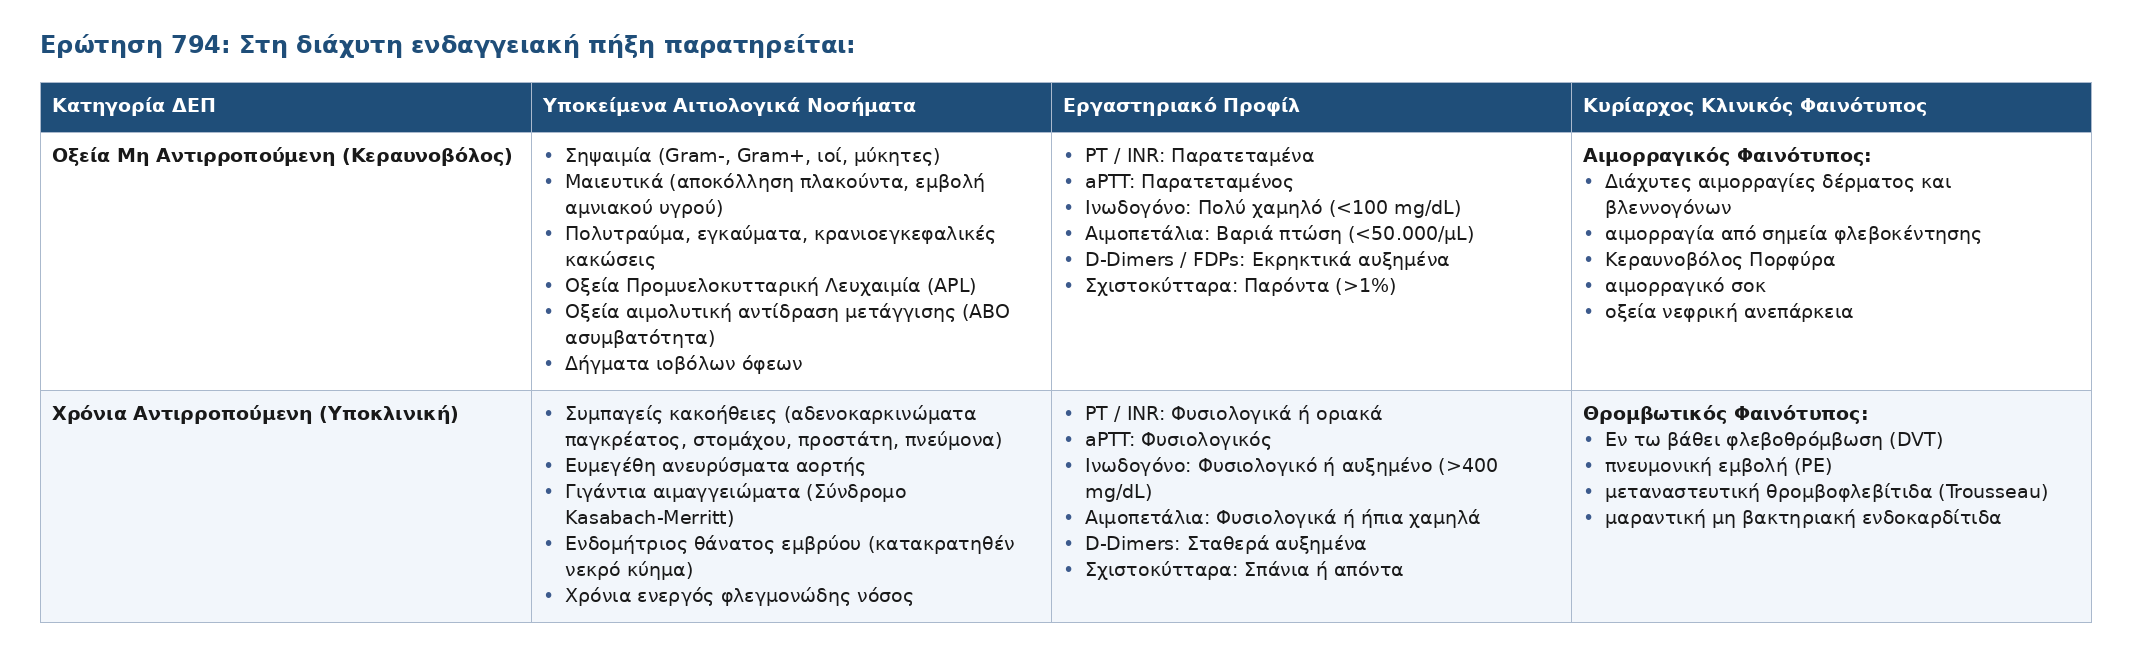 Ερώτηση 794: Στη διάχυτη ενδαγγειακή πήξη παρατηρείται:
Κατηγορία ΔΕΠ
Υποκείμενα Αιτιολογικά Νοσήματα
Εργαστηριακό Προφίλ
Κυρίαρχος Κλινικός Φαινότυπος
Οξεία Μη Αντιρροπούμενη (Κεραυνοβόλος)
• Σηψαιμία (Gram-, Gram+, ιοί, μύκητες)
• Μαιευτικά (αποκόλληση πλακούντα, εμβολή
αμνιακού υγρού)
• Πολυτραύμα, εγκαύματα, κρανιοεγκεφαλικές
κακώσεις
• Οξεία Προμυελοκυτταρική Λευχαιμία (APL)
• Οξεία αιμολυτική αντίδραση μετάγγισης (ABO
ασυμβατότητα)
• Δήγματα ιοβόλων όφεων
• PT / INR: Παρατεταμένα
• aPTT: Παρατεταμένος
• Ινωδογόνο: Πολύ χαμηλό (<100 mg/dL)
• Αιμοπετάλια: Βαριά πτώση (<50.000/μL)
• D-Dimers / FDPs: Εκρηκτικά αυξημένα
• Σχιστοκύτταρα: Παρόντα (>1%)
Αιμορραγικός Φαινότυπος:
• Διάχυτες αιμορραγίες δέρματος και
βλεννογόνων
• αιμορραγία από σημεία φλεβοκέντησης
• Κεραυνοβόλος Πορφύρα
• αιμορραγικό σοκ
• οξεία νεφρική ανεπάρκεια
Χρόνια Αντιρροπούμενη (Υποκλινική)
• Συμπαγείς κακοήθειες (αδενοκαρκινώματα
παγκρέατος, στομάχου, προστάτη, πνεύμονα)
• Ευμεγέθη ανευρύσματα αορτής
• Γιγάντια αιμαγγειώματα (Σύνδρομο
Kasabach-Merritt)
• Ενδομήτριος θάνατος εμβρύου (κατακρατηθέν
νεκρό κύημα)
• Χρόνια ενεργός φλεγμονώδης νόσος
• PT / INR: Φυσιολογικά ή οριακά
• aPTT: Φυσιολογικός
• Ινωδογόνο: Φυσιολογικό ή αυξημένο (>400
mg/dL)
• Αιμοπετάλια: Φυσιολογικά ή ήπια χαμηλά
• D-Dimers: Σταθερά αυξημένα
• Σχιστοκύτταρα: Σπάνια ή απόντα
Θρομβωτικός Φαινότυπος:
• Εν τω βάθει φλεβοθρόμβωση (DVT)
• πνευμονική εμβολή (PE)
• μεταναστευτική θρομβοφλεβίτιδα (Trousseau)
• μαραντική μη βακτηριακή ενδοκαρδίτιδα